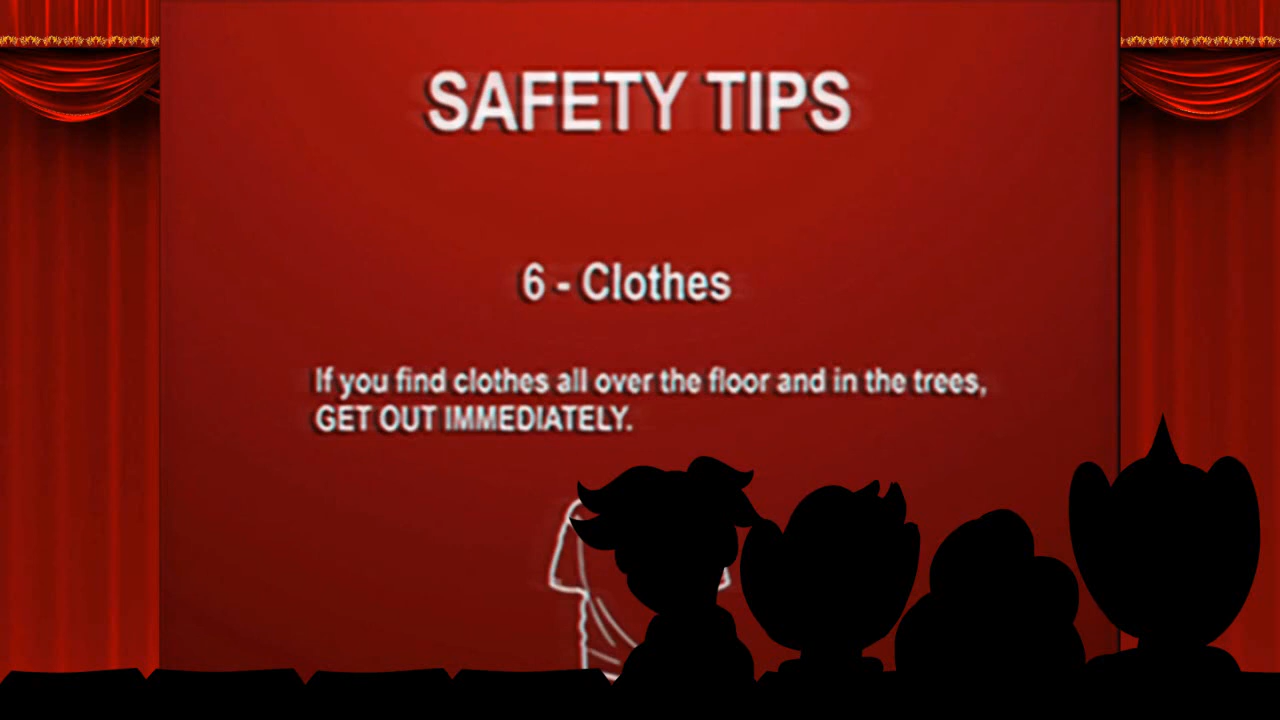 SAFETY TIPS
6 - Clothes
If you find clothes all over the floor and in the trees,
GET OUT IMMEDIATELY.